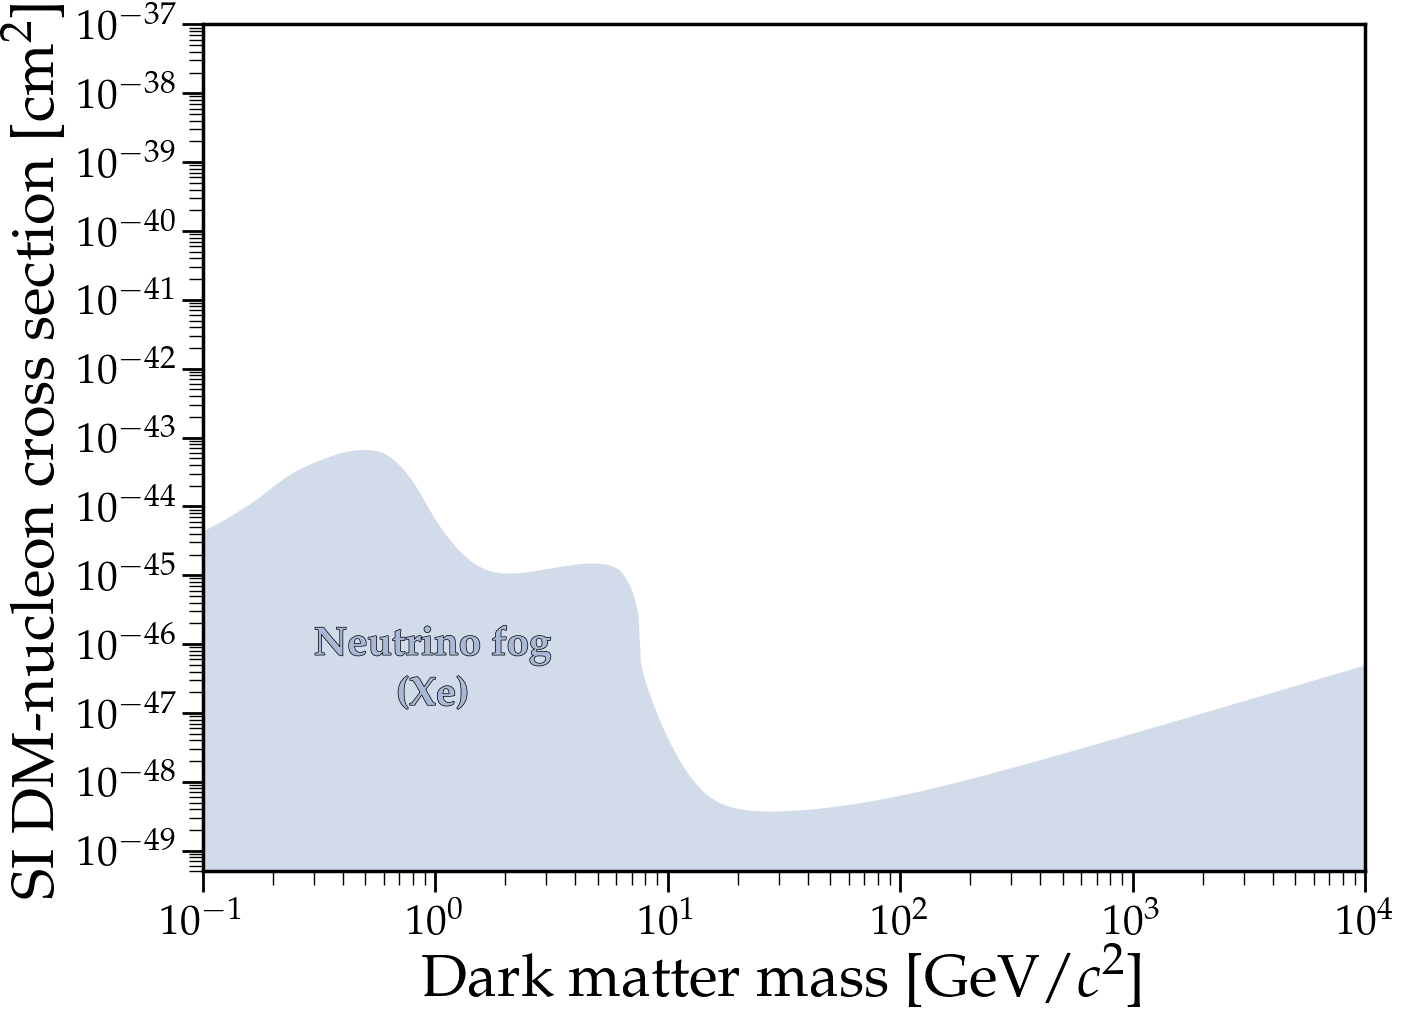 SI DM-nucleon cross section [cm²]
10⁻³⁷
10⁻³⁸
10⁻³⁹
10⁻⁴⁰
10⁻⁴¹
10⁻⁴²
10⁻⁴³
10⁻⁴⁴
10⁻⁴⁵
10⁻⁴⁶
10⁻⁴⁷
10⁻⁴⁸
10⁻⁴⁹
Neutrino fog
(Xe)
10⁻¹ 10⁰ 10¹ 10² 10³ 10⁴
Dark matter mass [GeV/c²]